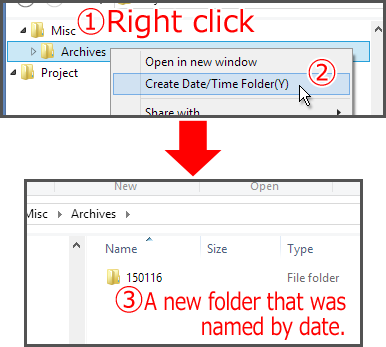 ①Right click
Misc
Archives
Project
Open in new window
Create Date/Time Folder(Y)
②
Share with
New Open
Misc Archives
Name Size Type
150116 File folder
③A new folder that was
named by date.